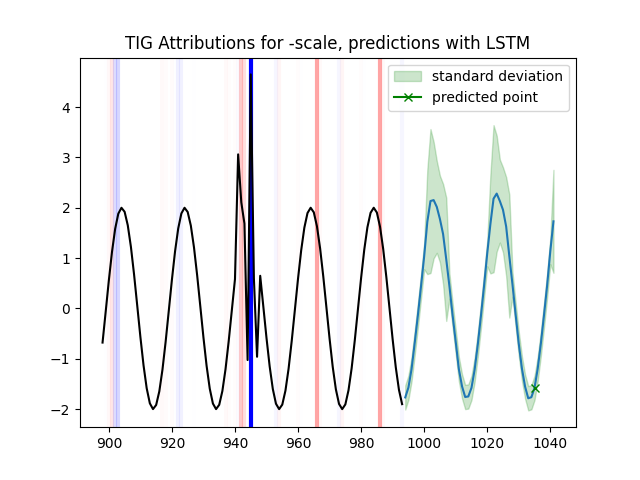 TIG Attributions for -scale, predictions with LSTM
standard deviation
predicted point
4
3
2
1
0
−1
−2
900 920 940 960 980 1000 1020 1040